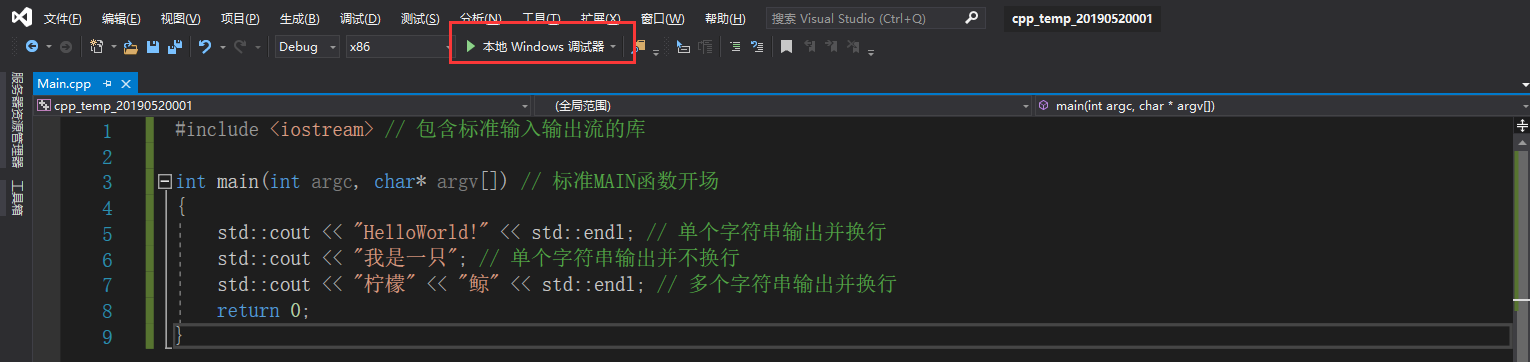 文件(F) 编辑(E) 视图(V) 项目(P) 生成(B) 调试(D) 测试(S) 分析(N) 工具(T) 扩展(X) 窗口(W) 帮助(H) 搜索 Visual Studio (Ctrl+Q) cpp_temp_20190520001
Debug x86 本地 Windows 调试器
服务器资源管理器
工具箱
Main.cpp
cpp_temp_20190520001 (全局范围) main(int argc, char * argv[])
1 #include <iostream> // 包含标准输入输出流的库
2
3 int main(int argc, char* argv[]) // 标准MAIN函数开场
4 {
5 std::cout << "HelloWorld!" << std::endl; // 单个字符串输出并换行
6 std::cout << "我是一只"; // 单个字符串输出并不换行
7 std::cout << "柠檬" << "鲸" << std::endl; // 多个字符串输出并换行
8 return 0;
9 }